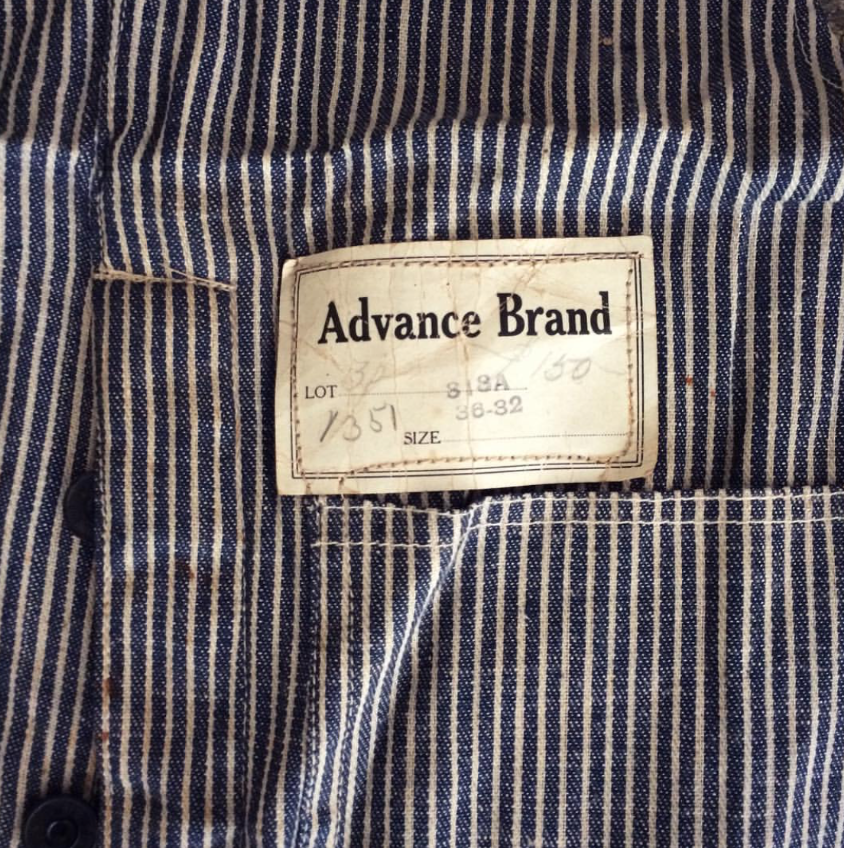 Advance Brand
LOT 818A 150
36-32
1351 SIZE